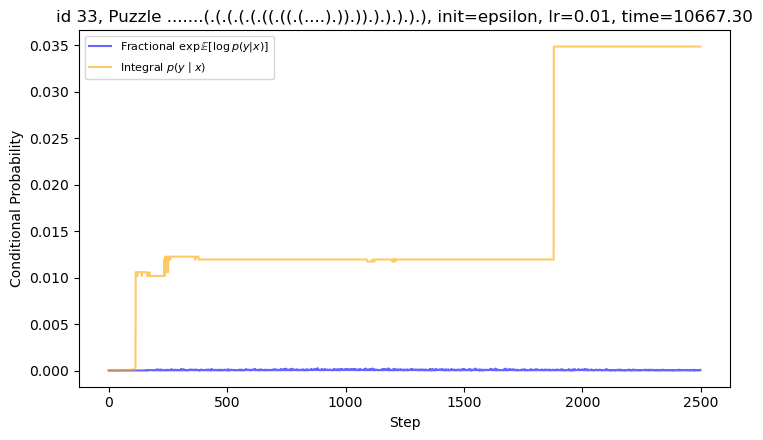 id 33, Puzzle .......(.(.(.(.(.((.((.(....).)).)).).).).).), init=epsilon, lr=0.01, time=10667.30
Fractional exp𝔼[log p(y|x)]
Integral p(y | x)
Conditional Probability
0.035
0.030
0.025
0.020
0.015
0.010
0.005
0.000
0
500
1000
1500
2000
2500
Step